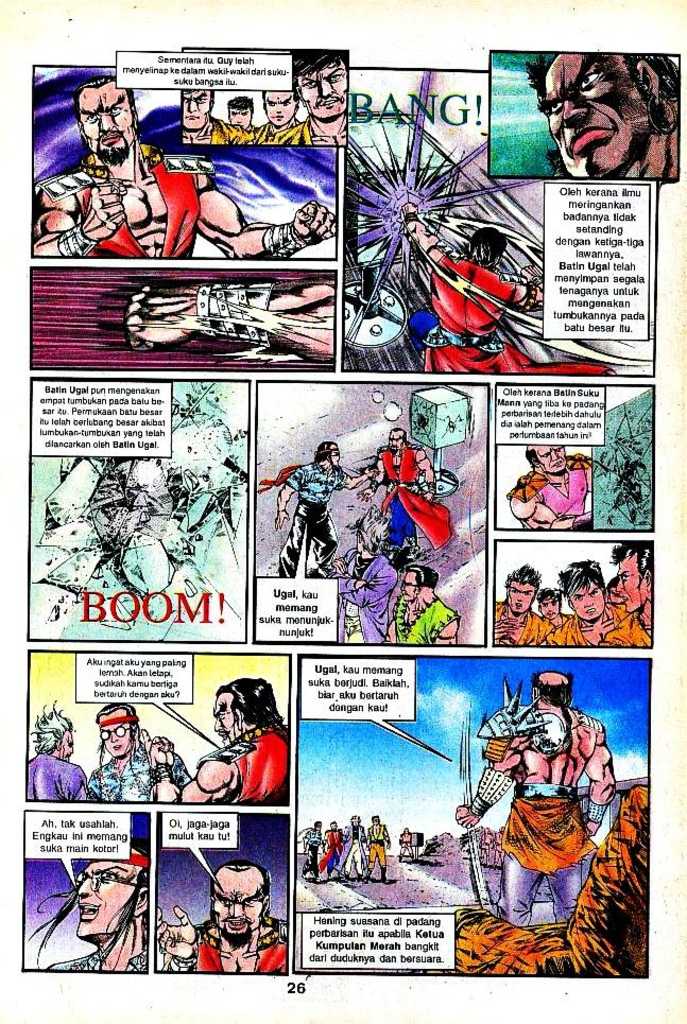 Sementara itu, Guy telah
menyelinap ke dalam wakil-wakil dari suku-
suku bangsa itu.
BANG!
Oleh kerana ilmu
meringankan
badannya tidak
setanding
dengan ketiga-tiga
lawannya,
Batin Ugal telah
menyimpan segala
tenaganya untuk
mengenakan
tumbukannya pada
batu besar itu.
Batin Ugal pun mengenakan
empat tumbukan pada batu be-
sar itu. Permukaan batu besar
itu telah berlubang besar akibat
tumbukan-tumbukan yang telah
dilancarkan oleh Batin Ugal.
BOOM!
Ugal, kau
memang
suka menunjuk-
nunjuk!
Oleh kerana Batin Suku
Mann yang tiba ke padang
perbarisan terlebih dahulu
dia ialah pemenang dalam
perlumbaan tahun ini!
Aku ingat aku yang paling
lemah. Akan tetapi,
sudikah kamu bertiga
bertaruh dengan aku?
Ugal, kau memang
suka berjudi. Baiklah,
biar aku bertaruh
dengan kau!
Ah, tak usahlah.
Engkau ini memang
suka main kotor!
Oi, jaga-jaga
mulut kau tu!
Hening suasana di padang
perbarisan itu apabila Ketua
Kumpulan Merah bangkit
dari duduknya dan bersuara.
26